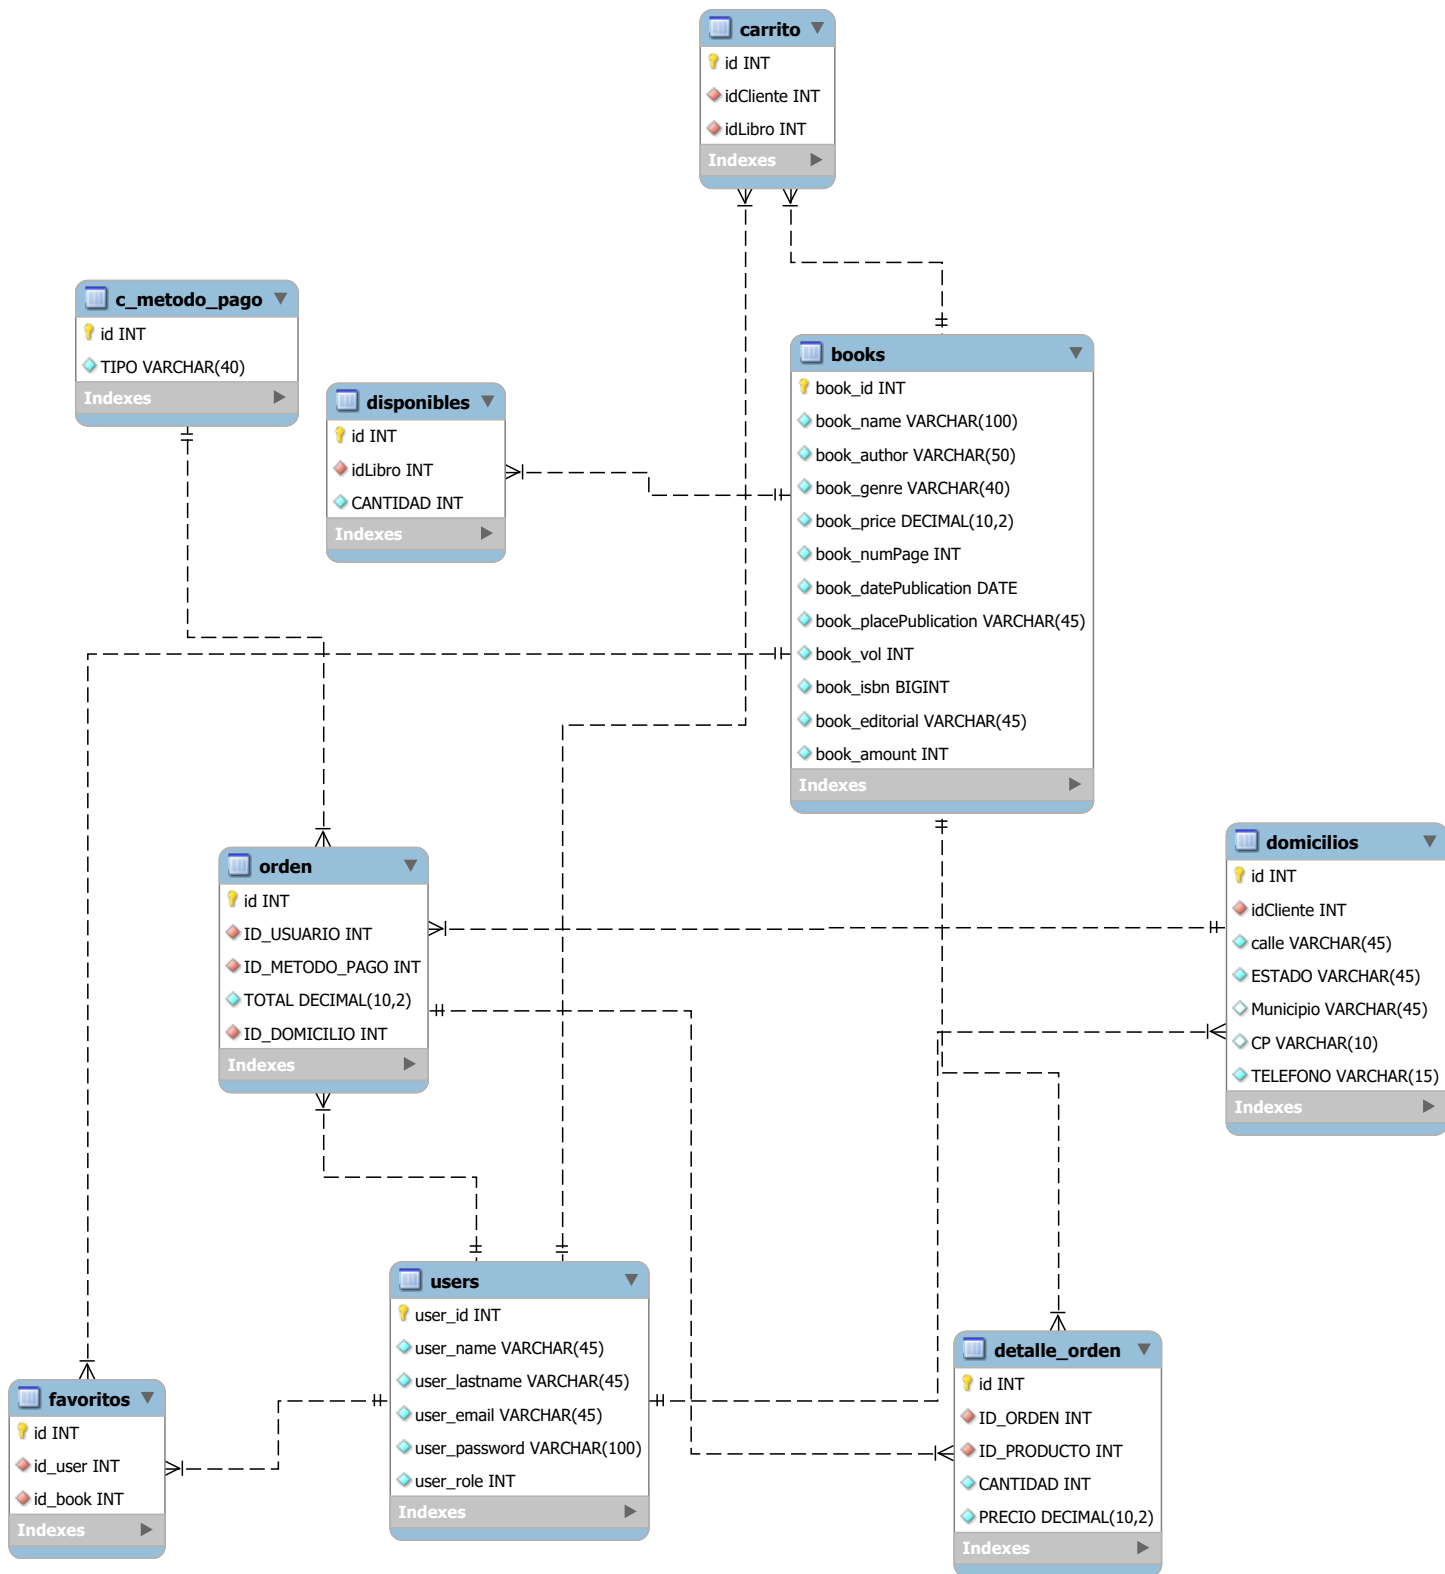 carrito
id INT
idCliente INT
idLibro INT
Indexes
c_metodo_pago
id INT
TIPO VARCHAR(40)
Indexes
disponibles
id INT
idLibro INT
CANTIDAD INT
Indexes
books
book_id INT
book_name VARCHAR(100)
book_author VARCHAR(50)
book_genre VARCHAR(40)
book_price DECIMAL(10,2)
book_numPage INT
book_datePublication DATE
book_placePublication VARCHAR(45)
book_vol INT
book_isbn BIGINT
book_editorial VARCHAR(45)
book_amount INT
Indexes
orden
id INT
ID_USUARIO INT
ID_METODO_PAGO INT
TOTAL DECIMAL(10,2)
ID_DOMICILIO INT
Indexes
domicilios
id INT
idCliente INT
calle VARCHAR(45)
ESTADO VARCHAR(45)
Municipio VARCHAR(45)
CP VARCHAR(10)
TELEFONO VARCHAR(15)
Indexes
favoritos
id INT
id_user INT
id_book INT
Indexes
users
user_id INT
user_name VARCHAR(45)
user_lastname VARCHAR(45)
user_email VARCHAR(45)
user_password VARCHAR(100)
user_role INT
Indexes
detalle_orden
id INT
ID_ORDEN INT
ID_PRODUCTO INT
CANTIDAD INT
PRECIO DECIMAL(10,2)
Indexes